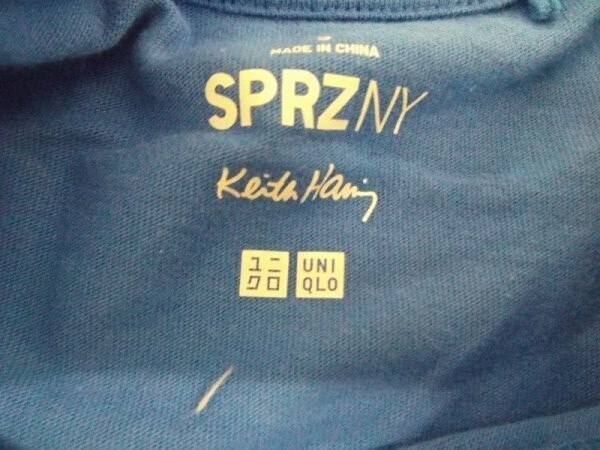 MADE IN CHINA
SPRZNY
Keith Haring
ユニ UNI
クロ QLO